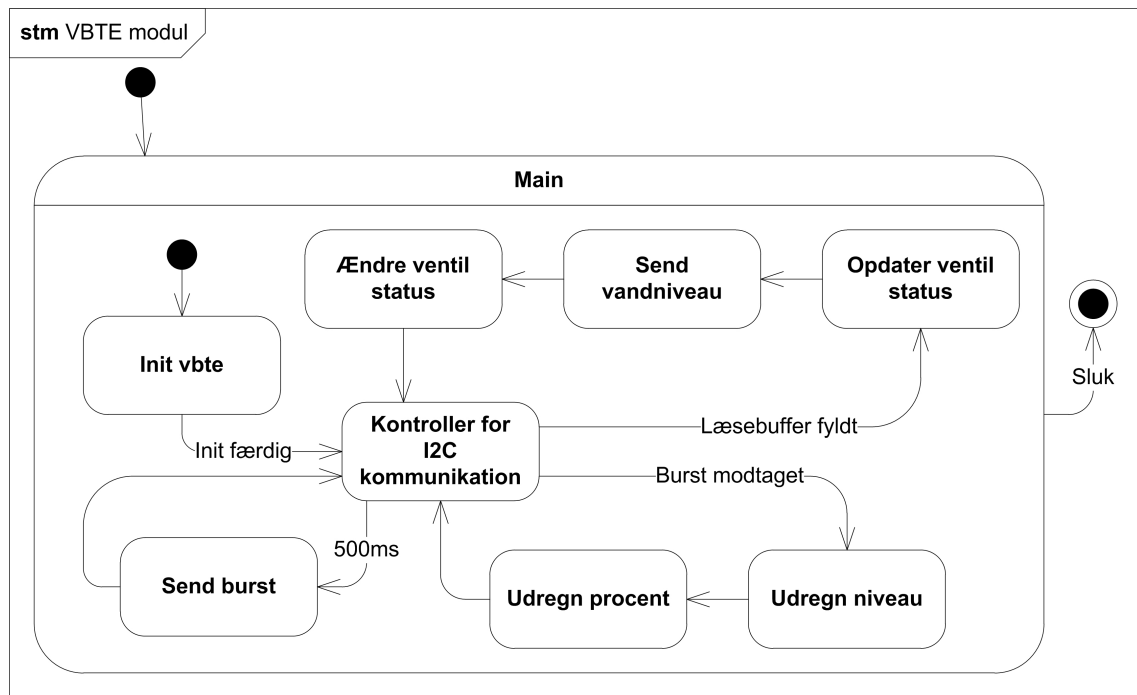 stm VBTE modul
Main
Ændre ventil
status
Send
vandniveau
Opdater ventil
status
Init vbte
Sluk
Kontroller for
I2C
kommunikation
Læsebuffer fyldt
Init færdig
Burst modtaget
500ms
Send burst
Udregn procent
Udregn niveau